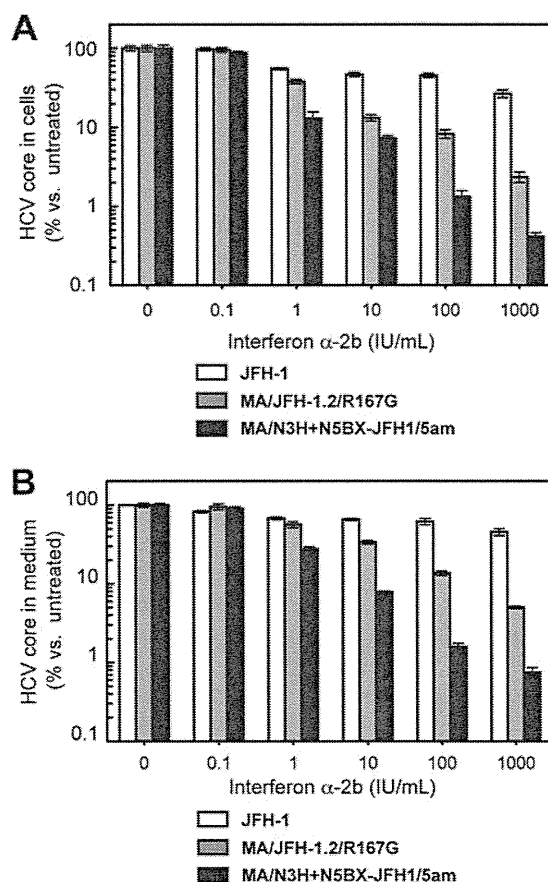 A
HCV core in cells
(% vs. untreated)
100
10
1
0.1
0 0.1 1 10 100 1000
Interferon α-2b (IU/mL)
JFH-1
MA/JFH-1.2/R167G
MA/N3H+N5BX-JFH1/5am
B
HCV core in medium
(% vs. untreated)
100
10
1
0.1
0 0.1 1 10 100 1000
Interferon α-2b (IU/mL)
JFH-1
MA/JFH-1.2/R167G
MA/N3H+N5BX-JFH1/5am